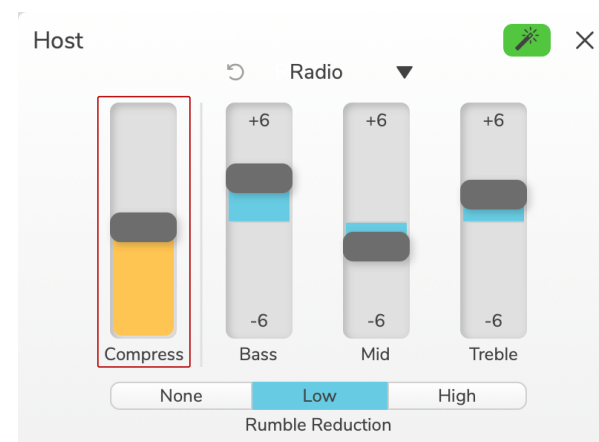 Host
Radio
+6 +6 +6
-6 -6 -6
Compress Bass Mid Treble
None Low High
Rumble Reduction